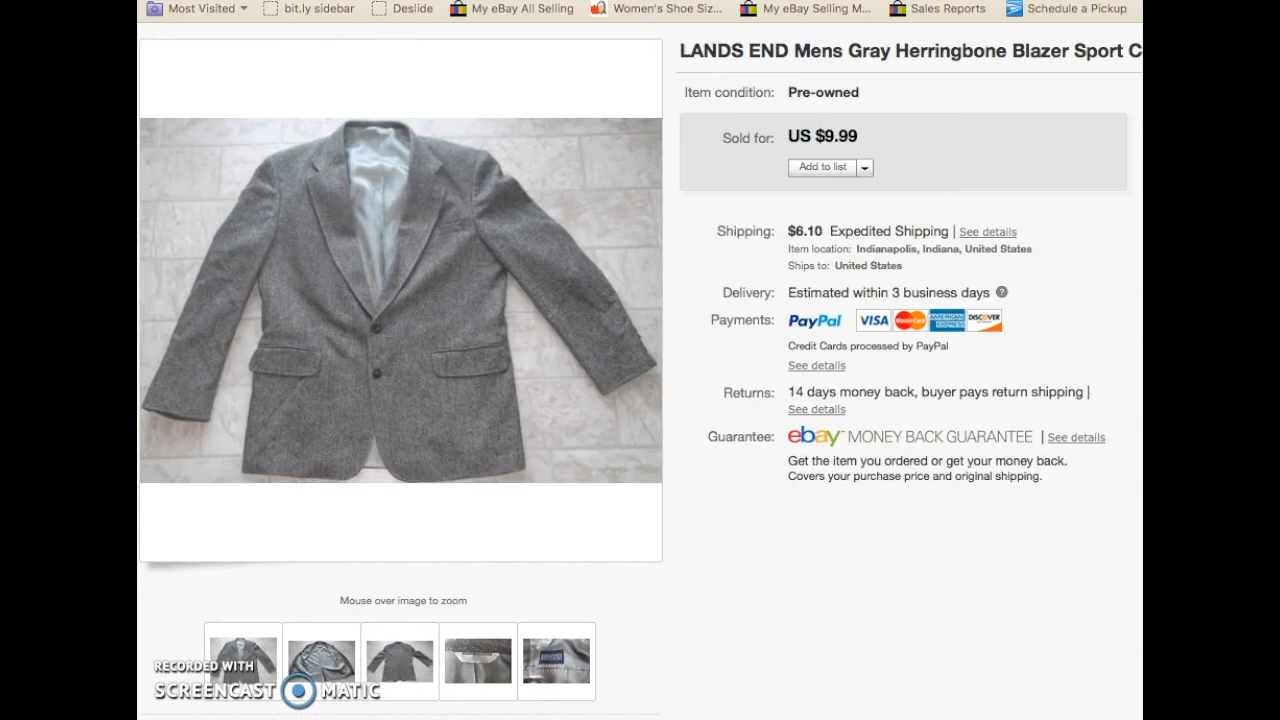 Most Visited bit.ly sidebar Deslide My eBay All Selling Women's Shoe Siz... My eBay Selling M... Sales Reports Schedule a Pickup
LANDS END Mens Gray Herringbone Blazer Sport C
Item condition: Pre-owned
Sold for: US $9.99
Add to list
Shipping: $6.10 Expedited Shipping | See details
Item location: Indianapolis, Indiana, United States
Ships to: United States
Delivery: Estimated within 3 business days ?
Payments: PayPal VISA MasterCard AMERICAN EXPRESS DISCOVER
Credit Cards processed by PayPal
See details
Returns: 14 days money back, buyer pays return shipping |
See details
Guarantee: ebay MONEY BACK GUARANTEE | See details
Get the item you ordered or get your money back.
Covers your purchase price and original shipping.
Mouse over image to zoom
RECORDED WITH
SCREENCAST MATIC